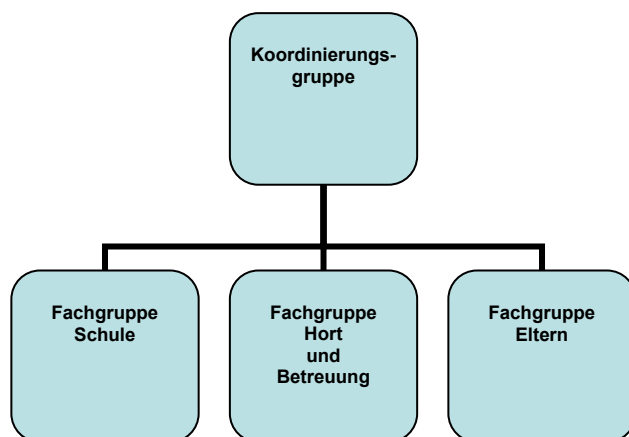 Koordinierungs-
gruppe
Fachgruppe
Schule
Fachgruppe
Hort
und
Betreuung
Fachgruppe
Eltern